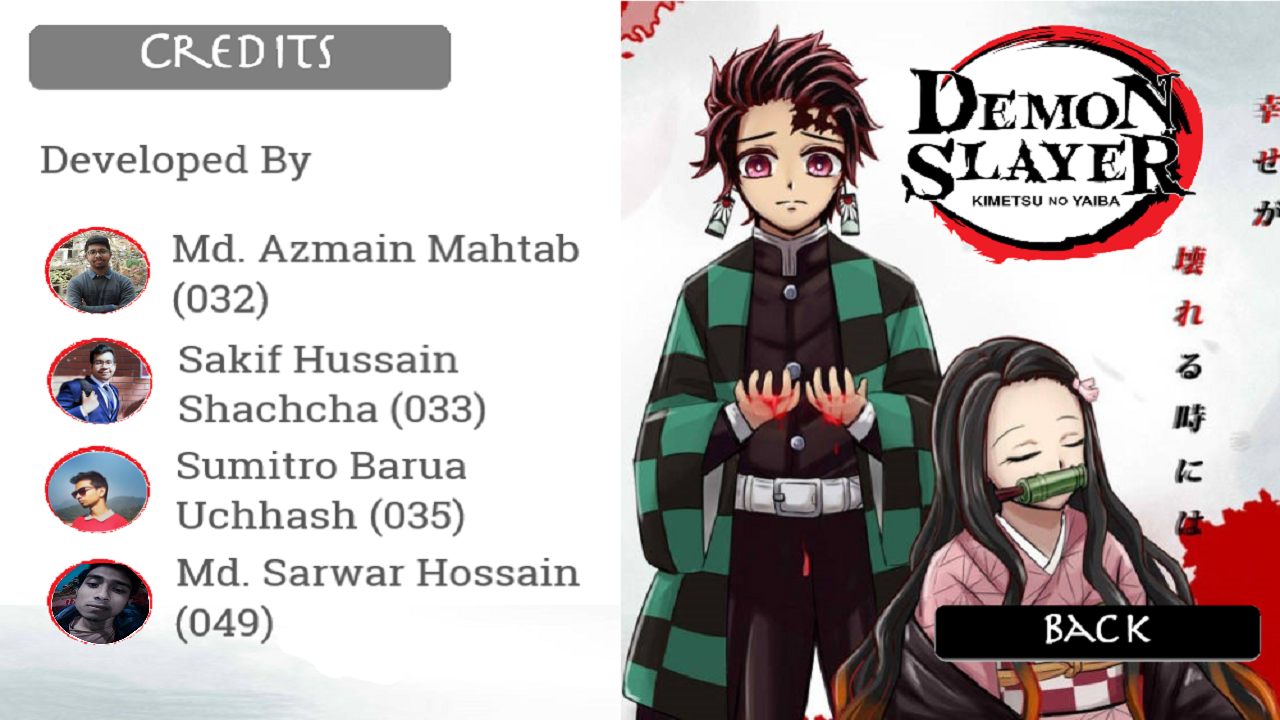 CREDITS
Developed By
Md. Azmain Mahtab
(032)
Sakif Hussain
Shachcha (033)
Sumitro Barua
Uchhash (035)
Md. Sarwar Hossain
(049)
DEMON
SLAYER
KIMETSU NO YAIBA
幸せが
壊れる時には
BACK